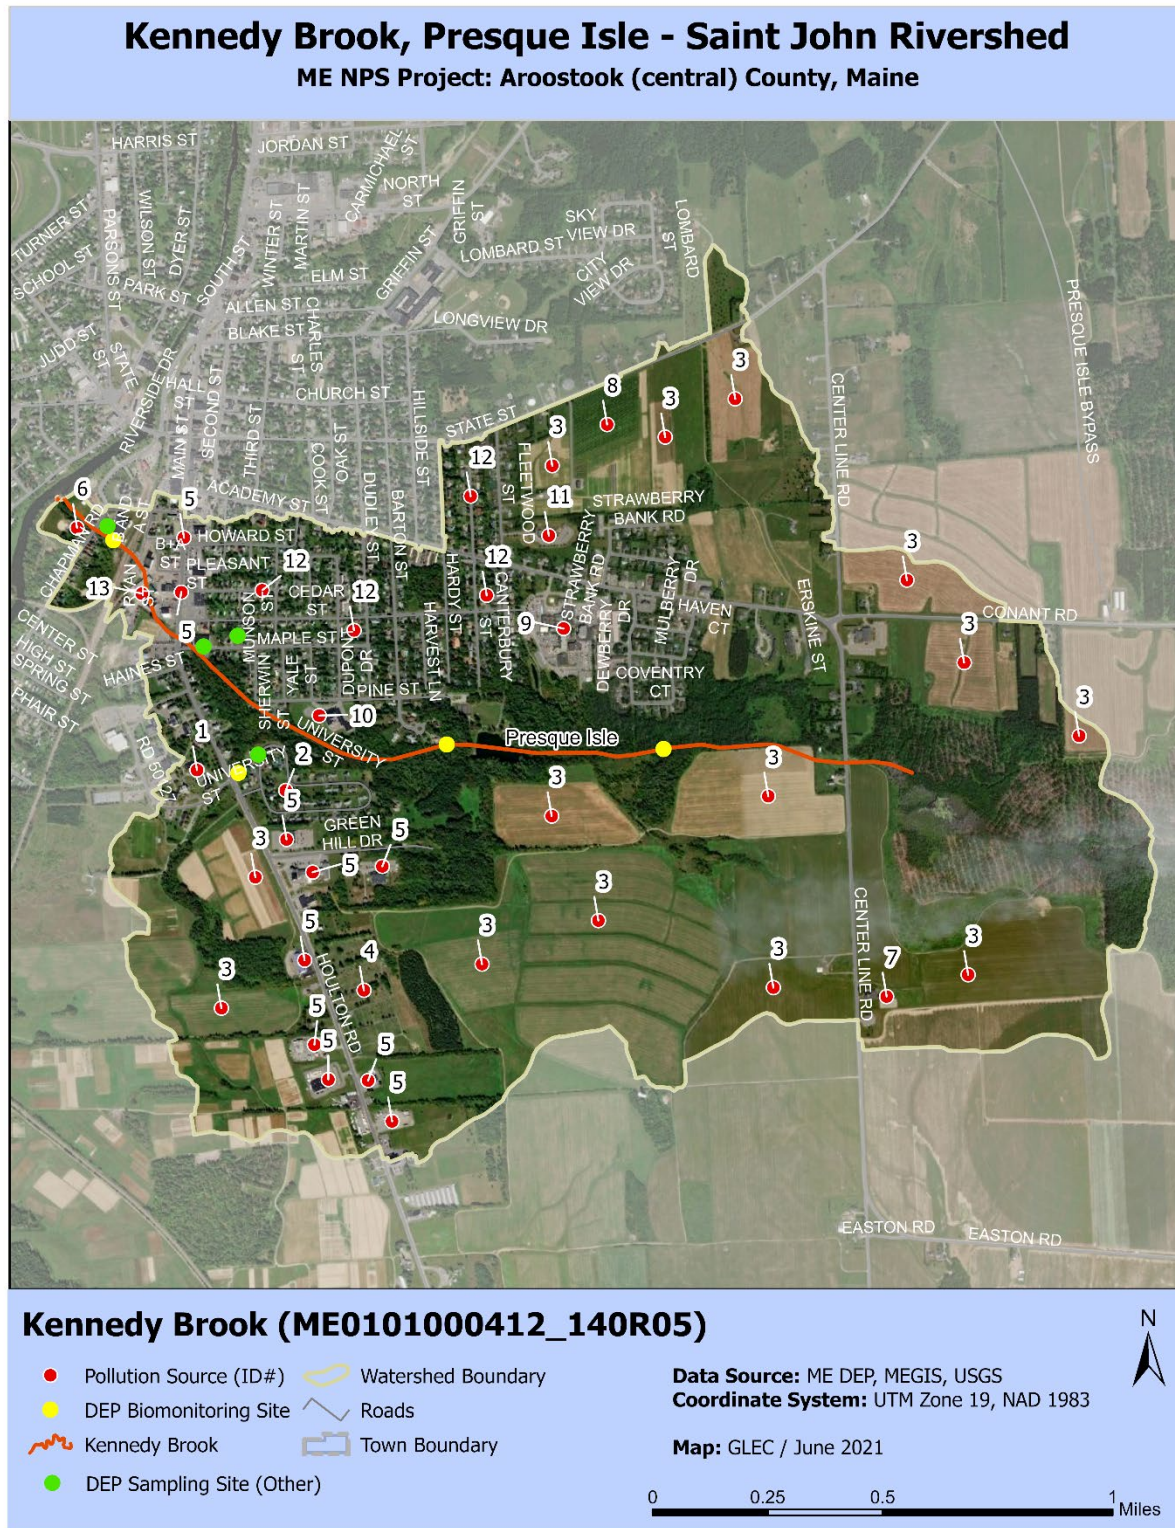 Kennedy Brook, Presque Isle - Saint John Rivershed
ME NPS Project: Aroostook (central) County, Maine
HARRIS ST
JORDAN ST
CARMICHAEL ST
NORTH ST
GRIFFIN ST
TURNER ST
SCHOOL ST
PARSONS ST
WILSON ST
DYER ST
SOUTH ST
WINTER ST
MARTIN ST
SKY VIEW DR
LOMBARD ST
LOMBARD ST
CITY VIEW DR
GRIFFIN ST
ELM ST
PARK ST
ALLEN ST
BLAKE ST
CHARLES ST
LONGVIEW DR
PRESQUE ISLE BYPASS
JUDD ST
STATE ST
RIVERSIDE DR
HALL ST
CHURCH ST
HILLSIDE ST
STATE ST
CENTER LINE RD
MAIN ST
SECOND ST
THIRD ST
COOK ST
OAK ST
DUDLEY ST
BARTON ST
ACADEMY ST
3
8
3
3
12
ST
FLEETWOOD
11
STRAWBERRY BANK RD
6
5
CHAPMAN RD
BLAND
A ST
HOWARD ST
B+A ST
PLEASANT ST
12
CEDAR ST
12
13
RYAN ST
5
MUNSON ST
MAPLE ST
HARDY ST
12
CANTERBURY ST
STRAWBERRY BANK RD
9
DEWBERRY DR
MULBERRY DR
HAVEN CT
COVENTRY CT
ERSKINE ST
3
CONANT RD
3
3
CENTER ST
HIGH ST
SPRING ST
PHAIR ST
HAINES ST
SHERWIN ST
YALE ST
DUPONT DR
HARVEST LN
PINE ST
10
UNIVERSITY ST
Presque Isle
RD 5027
1
UNIVERSITY ST
2
5
3
3
3
GREEN HILL DR
5
5
3
5
4
3
3
3
CENTER LINE RD
7
3
HOULTON RD
5
5
5
5
EASTON RD
EASTON RD
Kennedy Brook (ME0101000412_140R05)
Pollution Source (ID#)
Watershed Boundary
DEP Biomonitoring Site
Roads
Kennedy Brook
Town Boundary
DEP Sampling Site (Other)
Data Source: ME DEP, MEGIS, USGS
Coordinate System: UTM Zone 19, NAD 1983
Map: GLEC / June 2021
N
0 0.25 0.5 1
Miles